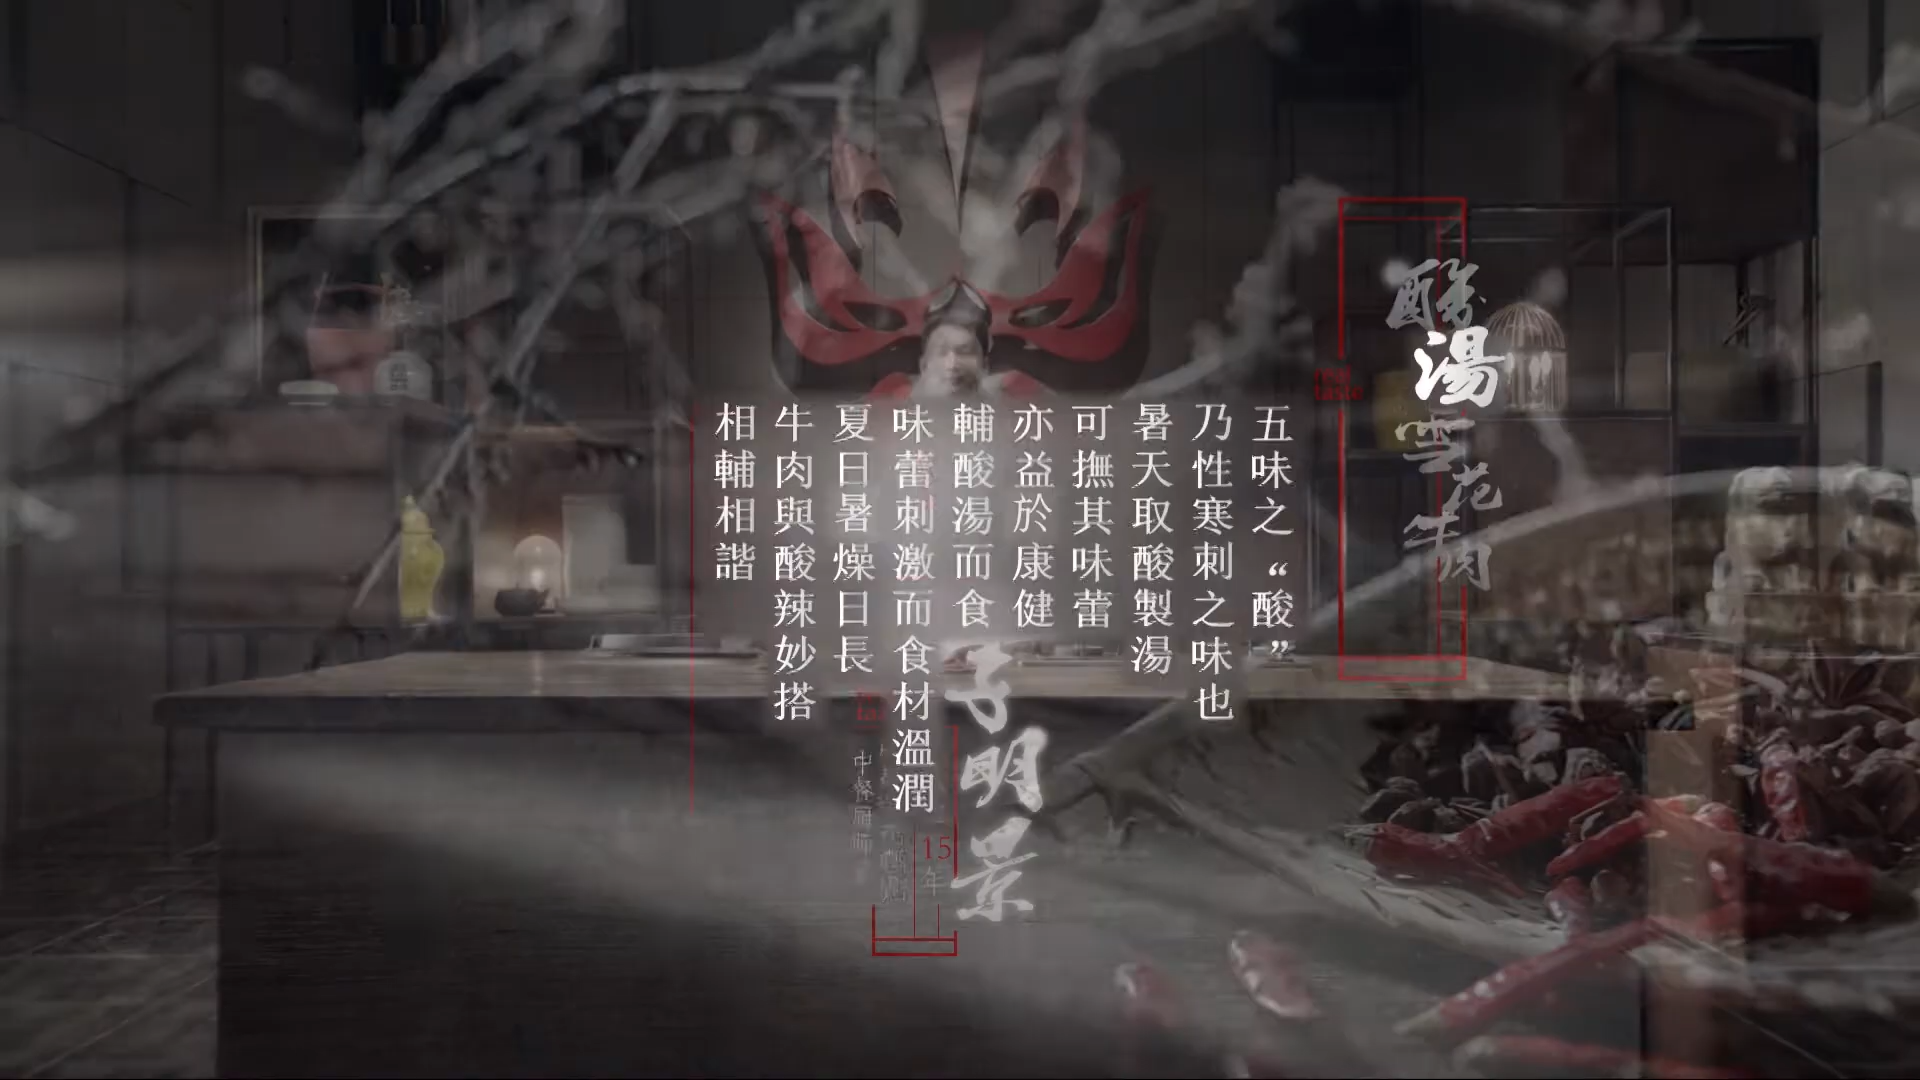 酸湯雪花牛肉
real taste
五味之“酸”
乃性寒刺之味也
暑天取酸製湯
可撫其味蕾
亦益於康健
輔酸湯而食
味蕾刺激而食材溫潤
夏日暑燥日長
牛肉與酸辣妙搭
相輔相諧
子明景
15年
中餐廚師